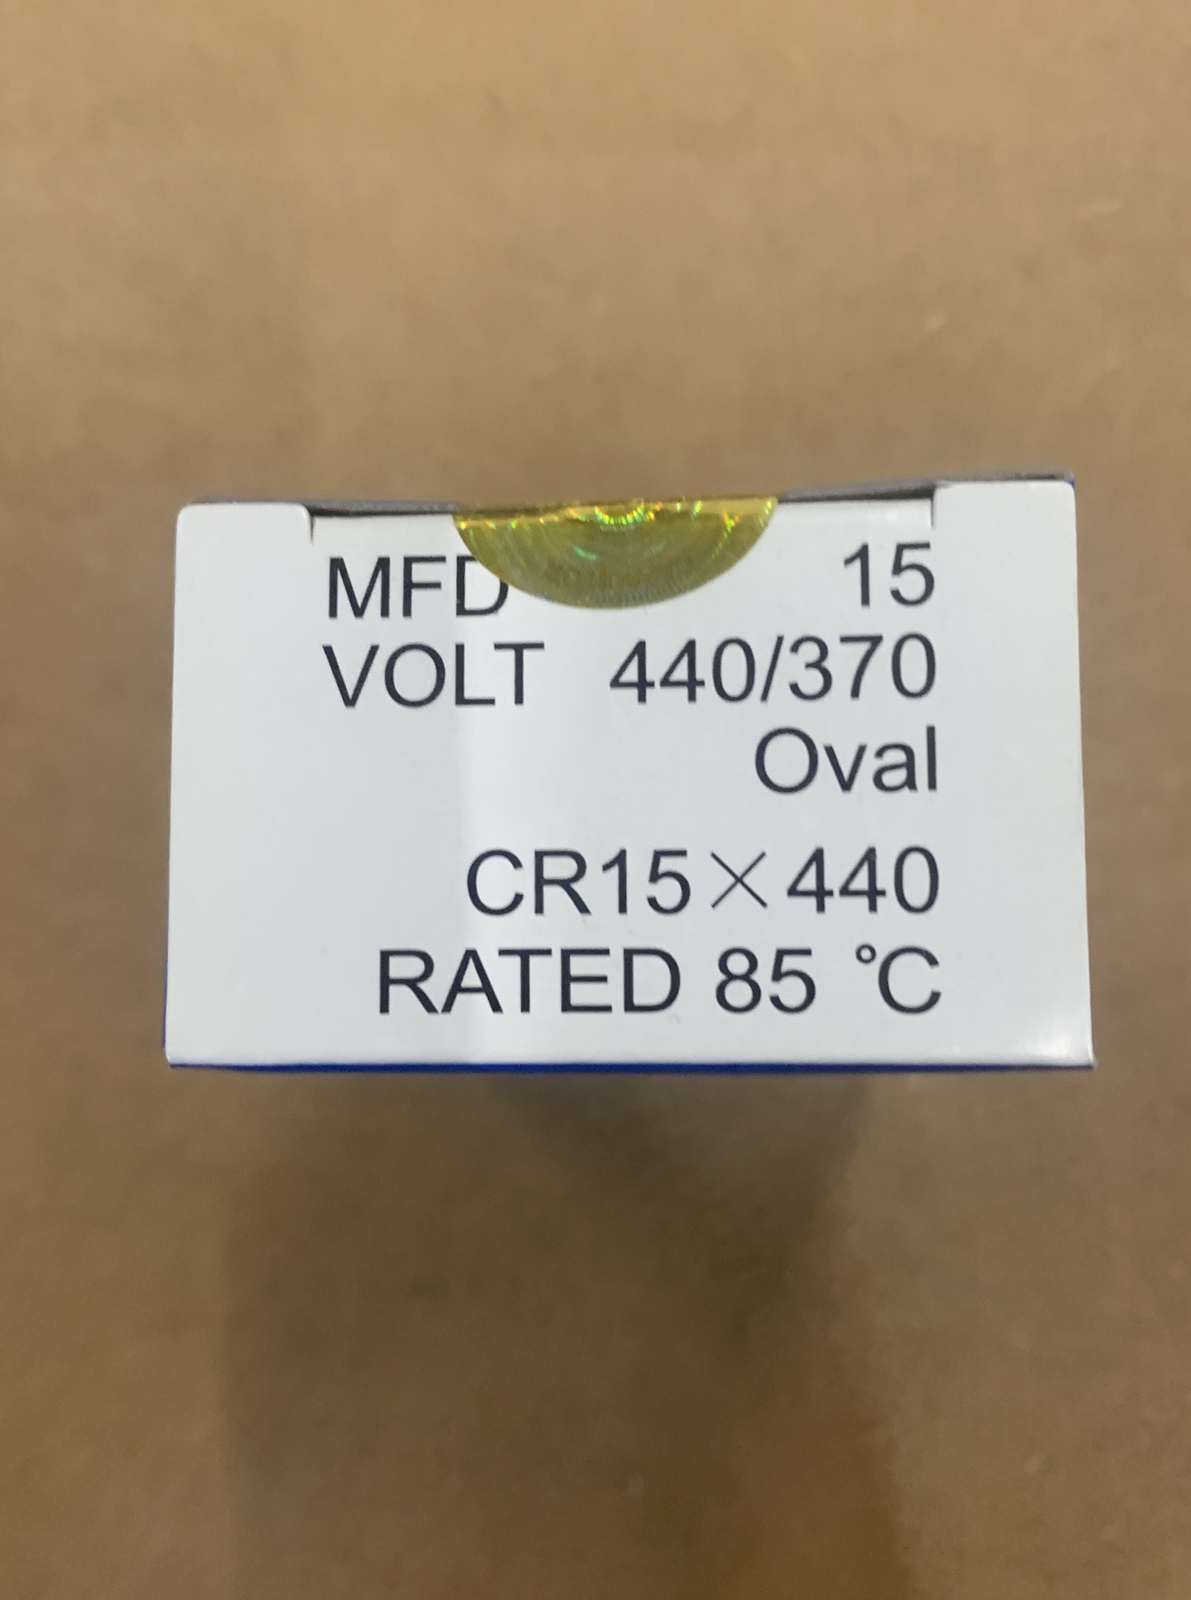 MFD 15
VOLT 440/370
Oval
CR15×440
RATED 85 ℃